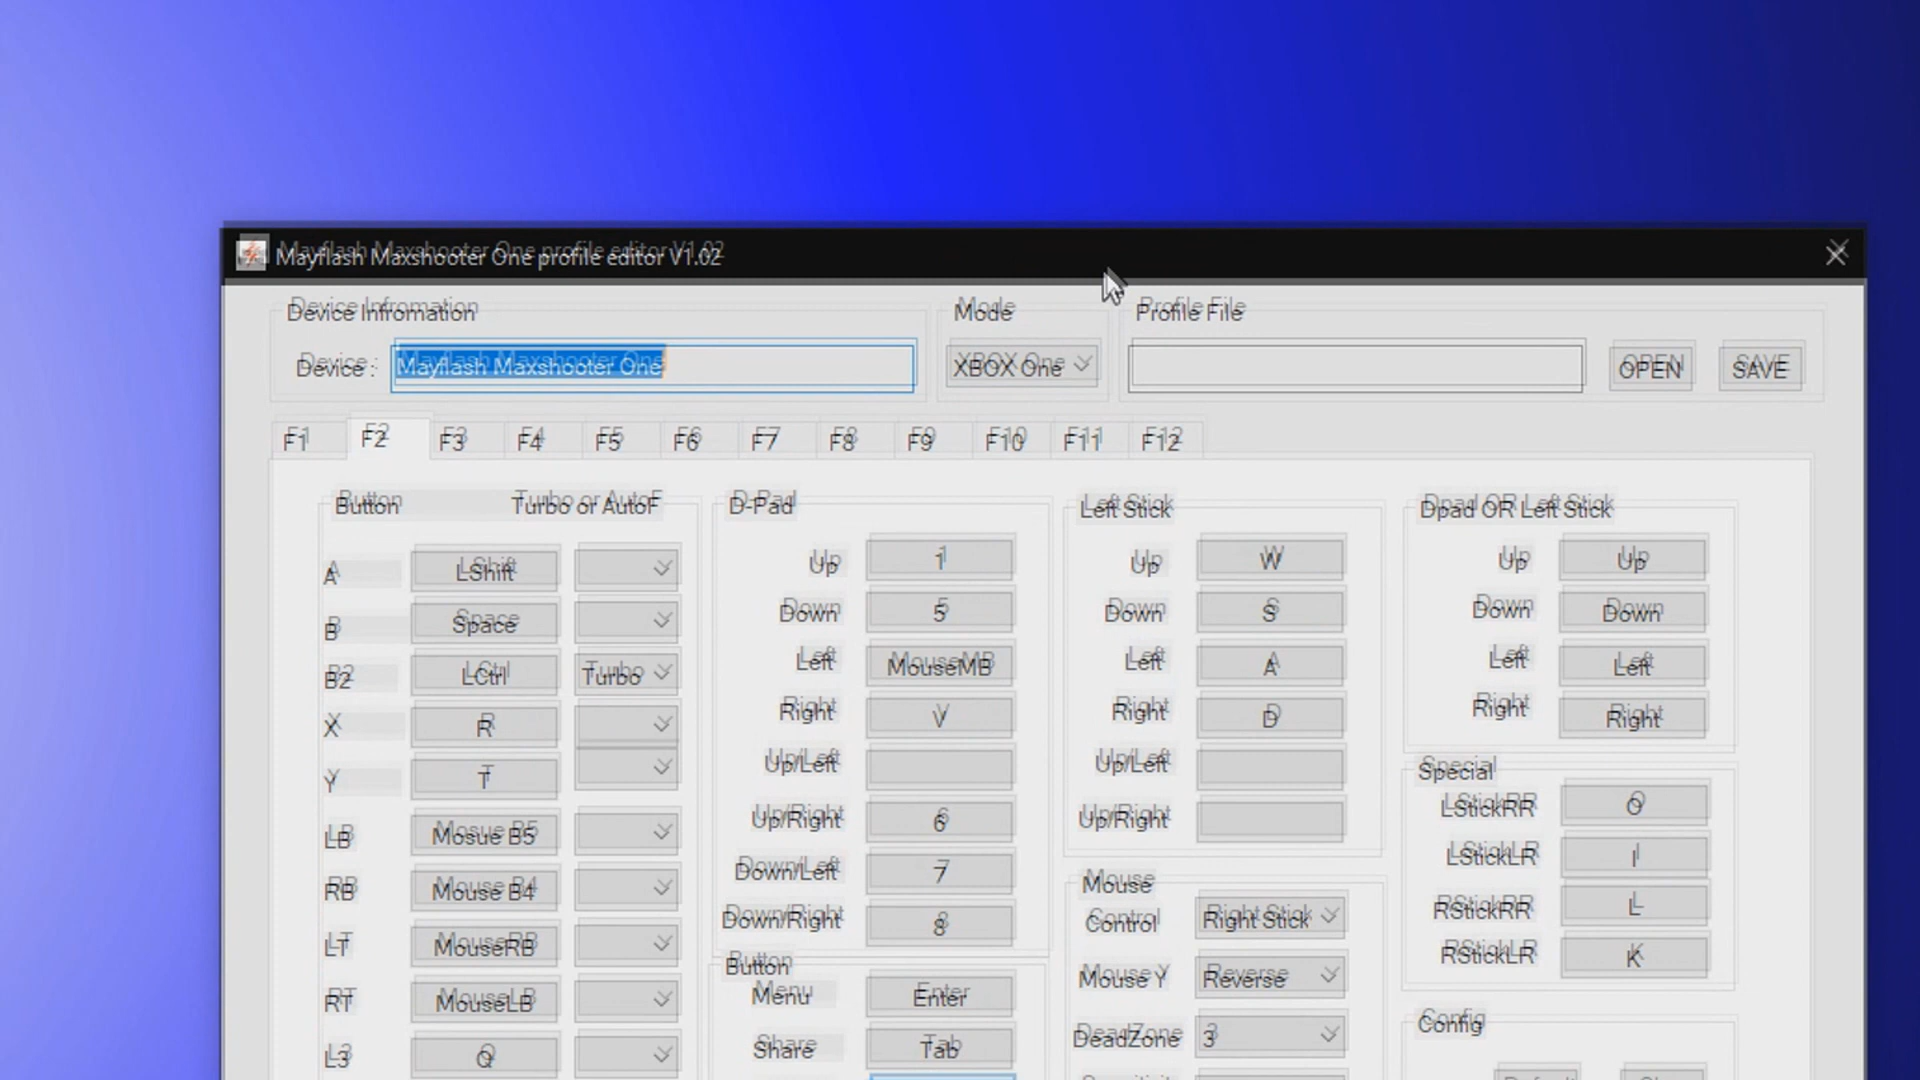 Mayflash Maxshooter One profile editor V1.02
Device Infromation
Mode
Profile File
Device :
Mayflash Maxshooter One
XBOX One
OPEN
SAVE
F1 F2 F3 F4 F5 F6 F7 F8 F9 F10 F11 F12
Button
Turbo or AutoF
A LShift
B Space
B2 LCtrl Turbo
X R
Y T
LB Mosue B5
RB Mouse B4
LT MouseRB
RT MouseLB
L3 Q
D-Pad
Up 1
Down 5
Left MouseMB
Right V
Up/Left
Up/Right 6
Down/Left 7
Down/Right 8
Button
Menu Enter
Share Tab
Left Stick
Up W
Down S
Left A
Right D
Up/Left
Up/Right
Mouse
Control Right Stick
Mouse Y Reverse
DeadZone 3
Dpad OR Left Stick
Up Up
Down Down
Left Left
Right Right
Special
LStickRR O
LStickLR I
RStickRR L
RStickLR K
Config